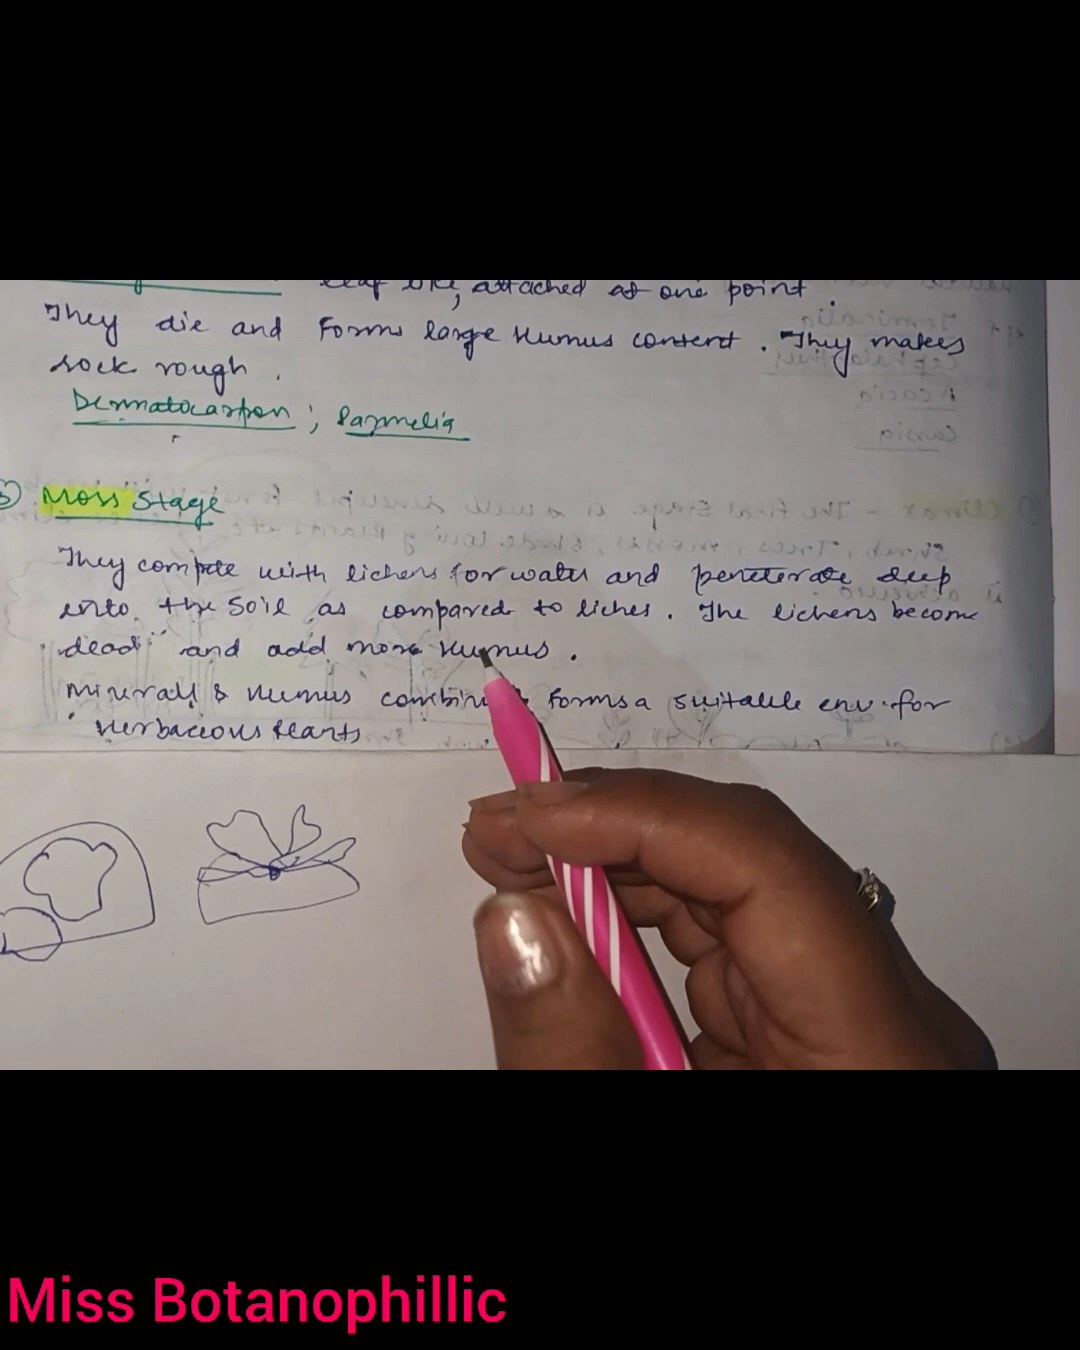 leaf like, attached at one point.
They die and Forms large Humus content. They makes
rock rough.
Dermatocarpon; Parmelia
Moss Stage
They compete with lichens for water and peneterate deep
into the Soil as compared to liches. The lichens become
dead and add more Humus.
Minerals & Humus combine & forms a suitable env. for
Herbaceous Plants
Miss Botanophillic